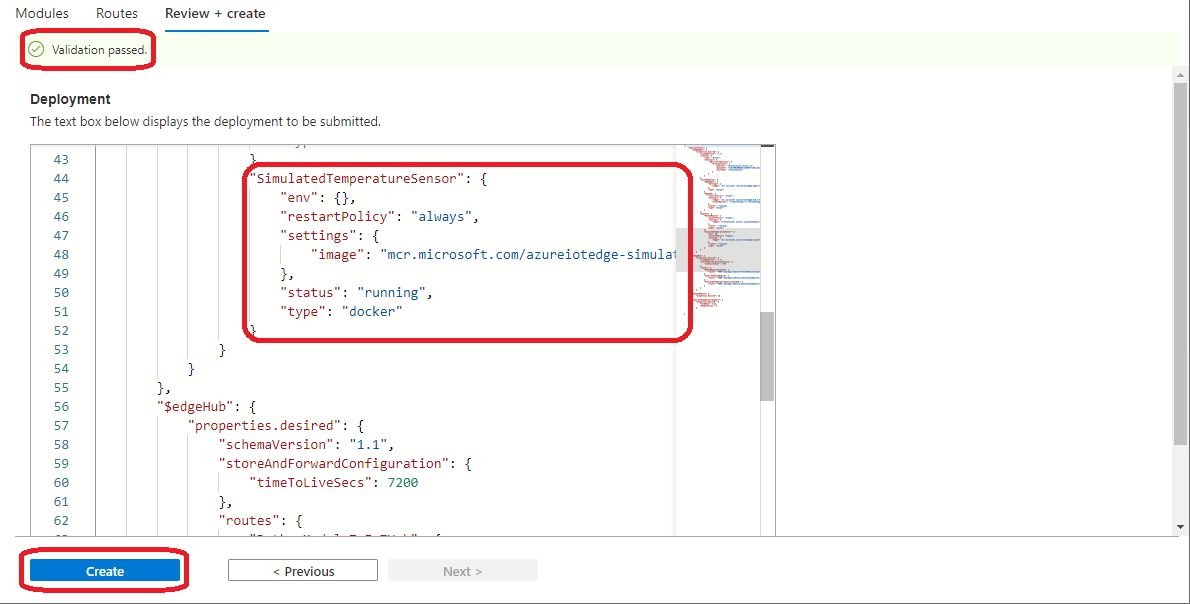 Modules Routes Review + create
Validation passed.
Deployment
The text box below displays the deployment to be submitted.
43 }
44 "SimulatedTemperatureSensor": {
45 "env": {},
46 "restartPolicy": "always",
47 "settings": {
48 "image": "mcr.microsoft.com/azureiotedge-simulat
49 },
50 "status": "running",
51 "type": "docker"
52 }
53 }
54 }
55 },
56 "$edgeHub": {
57 "properties.desired": {
58 "schemaVersion": "1.1",
59 "storeAndForwardConfiguration": {
60 "timeToLiveSecs": 7200
61 },
62 "routes": {
Create < Previous Next >